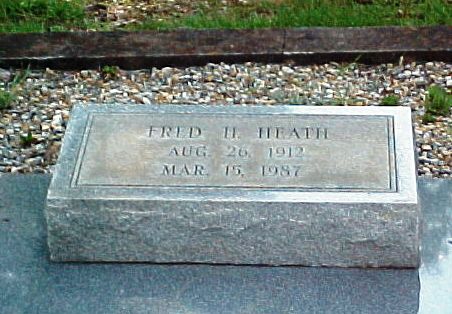 FRED H. HEATH
AUG. 26, 1912
MAR. 15, 1987